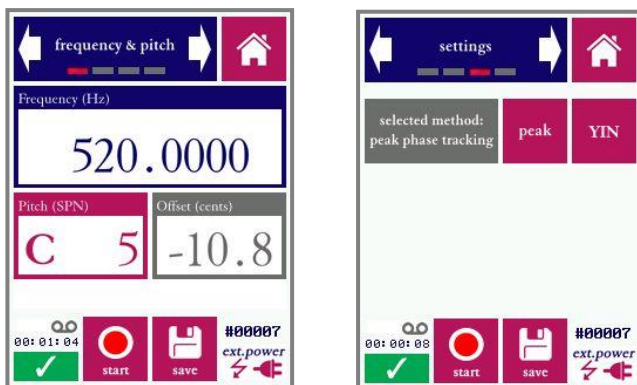 frequency & pitch
Frequency (Hz)
520.0000
Pitch (SPN)
C 5
Offset (cents)
-10.8
00:01:04
start
save
#00007
ext.power
settings
selected method:
peak phase tracking
peak
YIN
00:00:08
start
save
#00007
ext.power